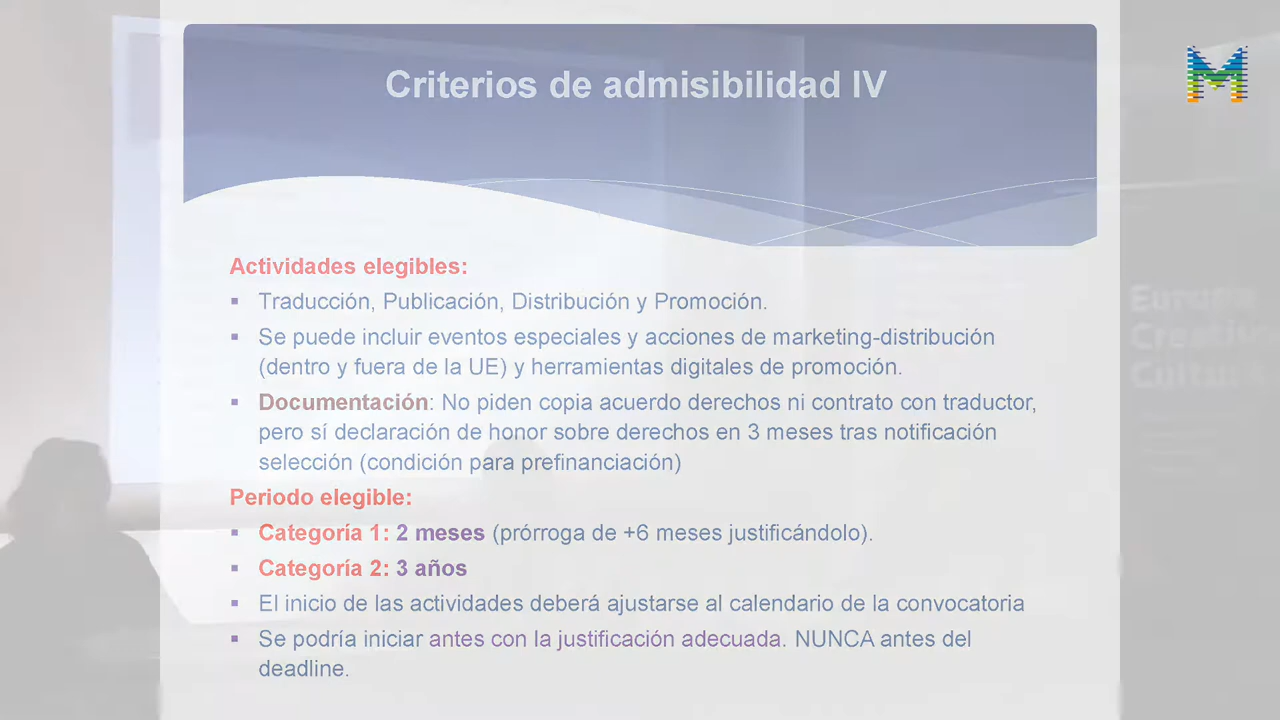 Criterios de admisibilidad IV
Actividades elegibles:
▪ Traducción, Publicación, Distribución y Promoción.
▪ Se puede incluir eventos especiales y acciones de marketing-distribución
(dentro y fuera de la UE) y herramientas digitales de promoción.
▪ Documentación: No piden copia acuerdo derechos ni contrato con traductor,
pero sí declaración de honor sobre derechos en 3 meses tras notificación
selección (condición para prefinanciación)
Periodo elegible:
▪ Categoría 1: 2 meses (prórroga de +6 meses justificándolo).
▪ Categoría 2: 3 años
▪ El inicio de las actividades deberá ajustarse al calendario de la convocatoria
▪ Se podría iniciar antes con la justificación adecuada. NUNCA antes del
deadline.
M
Europa
Creativa
Cultura